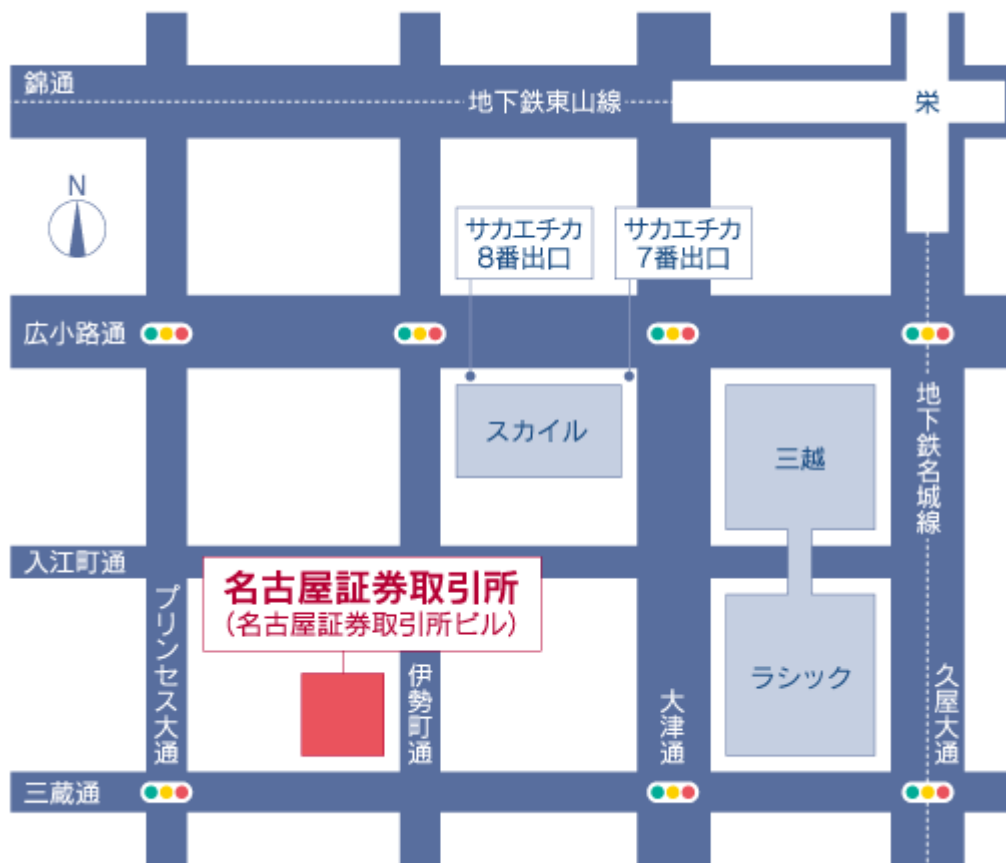 錦通
地下鉄東山線
栄
N
サカエチカ
8番出口
サカエチカ
7番出口
広小路通
スカイル
三越
地下鉄名城線
入江町通
名古屋証券取引所
(名古屋証券取引所ビル)
プリンセス大通
伊勢町通
大津通
ラシック
久屋大通
三蔵通